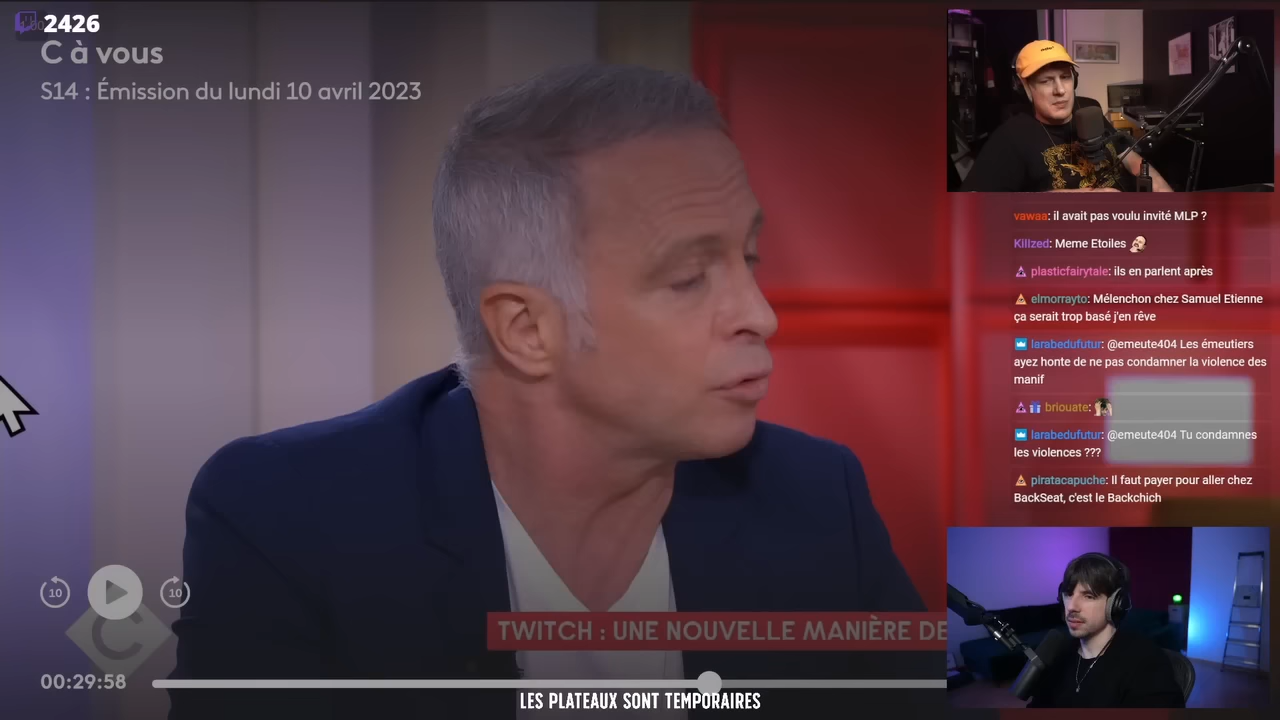 2426
C à vous
S14 : Émission du lundi 10 avril 2023
vawaa: il avait pas voulu invité MLP ?
Killzed: Meme Etoiles
plasticfairytale: ils en parlent après
elmorrayto: Mélenchon chez Samuel Etienne
ça serait trop basé j'en rêve
larabedufutur: @emeute404 Les émeutiers
ayez honte de ne pas condamner la violence des
manif
briouate:
larabedufutur: @emeute404 Tu condamnes
les violences ???
piratacapuche: Il faut payer pour aller chez
BackSeat, c'est le Backchich
10
10
C
TWITCH : UNE NOUVELLE MANIÈRE DE
00:29:58
LES PLATEAUX SONT TEMPORAIRES